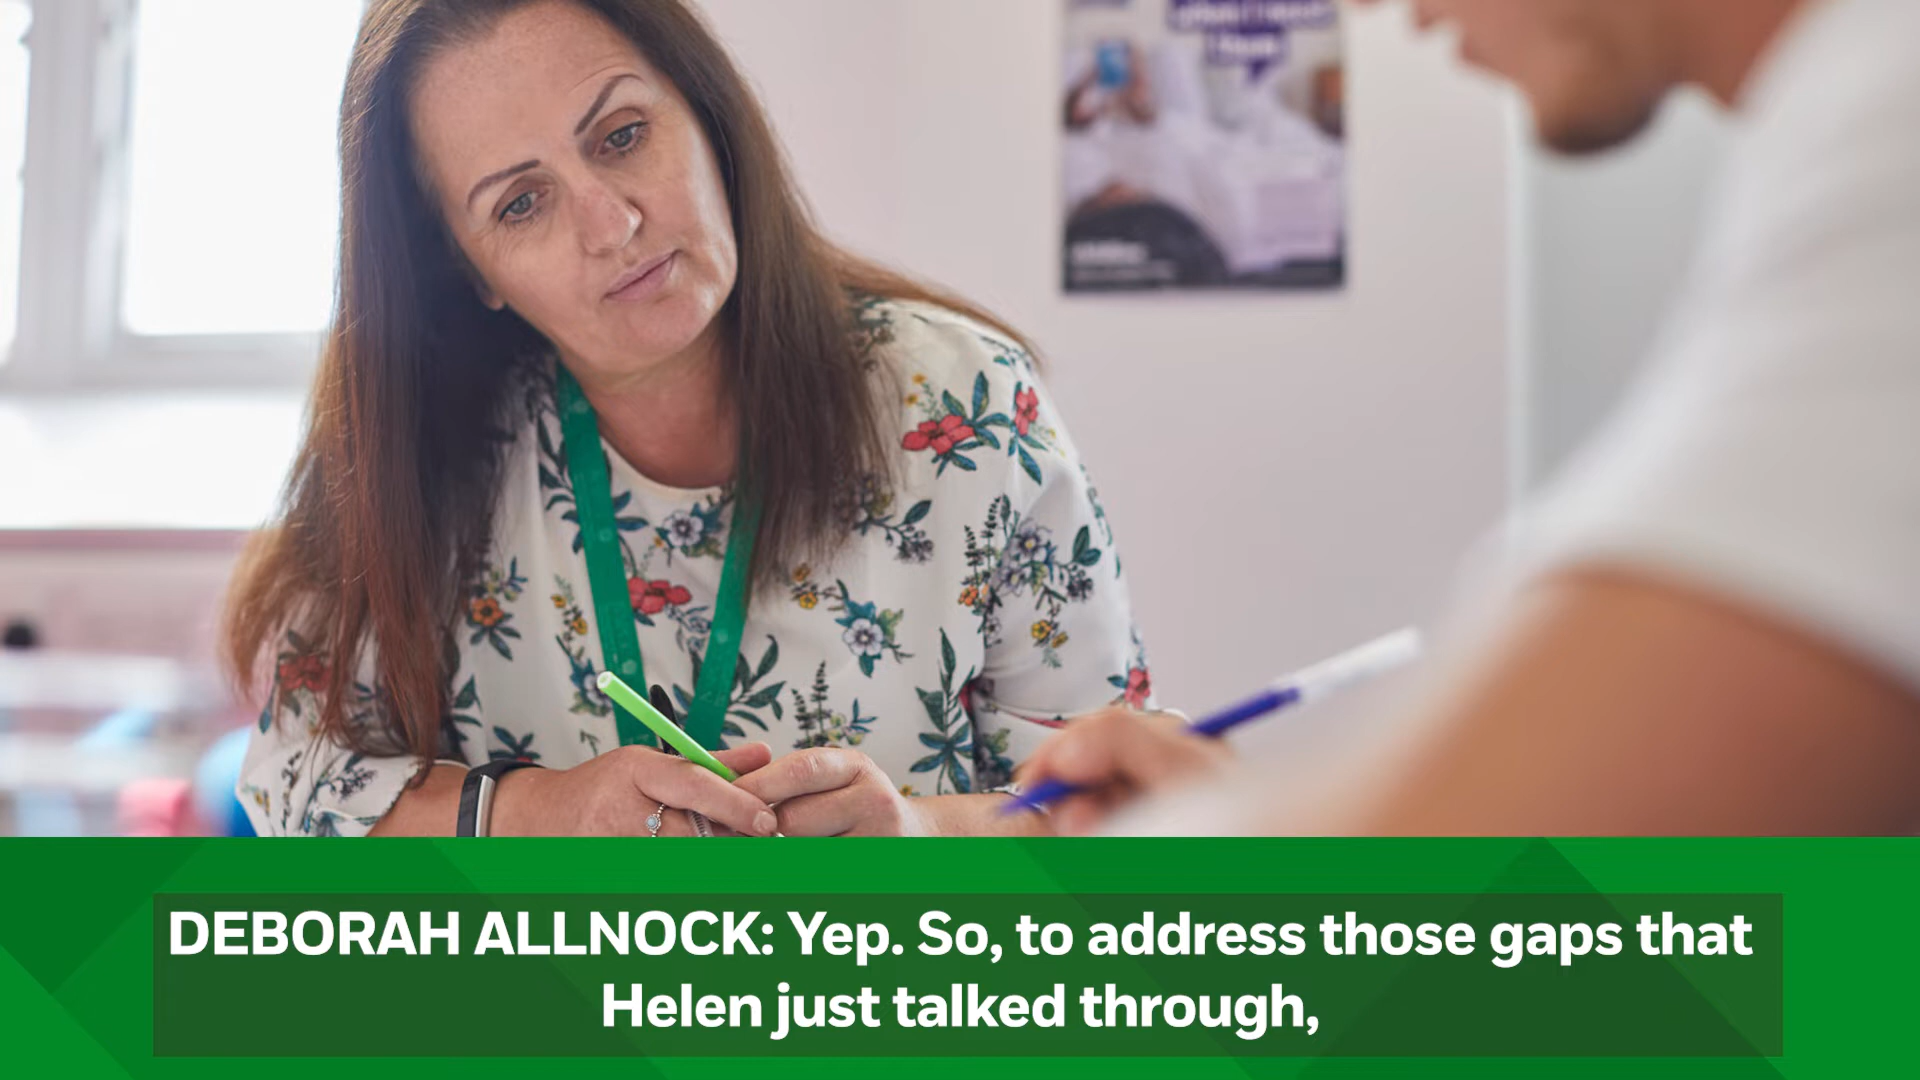 DEBORAH ALLNOCK: Yep. So, to address those gaps that
Helen just talked through,